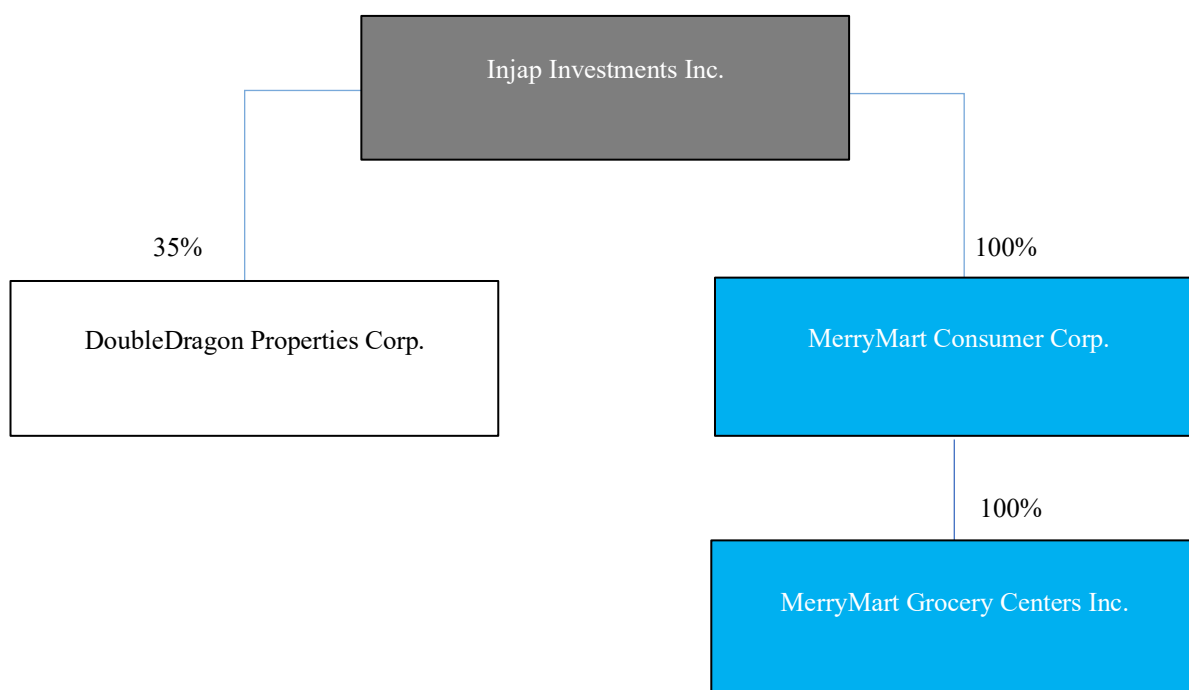 Injap Investments Inc.
35%
100%
DoubleDragon Properties Corp.
MerryMart Consumer Corp.
100%
MerryMart Grocery Centers Inc.